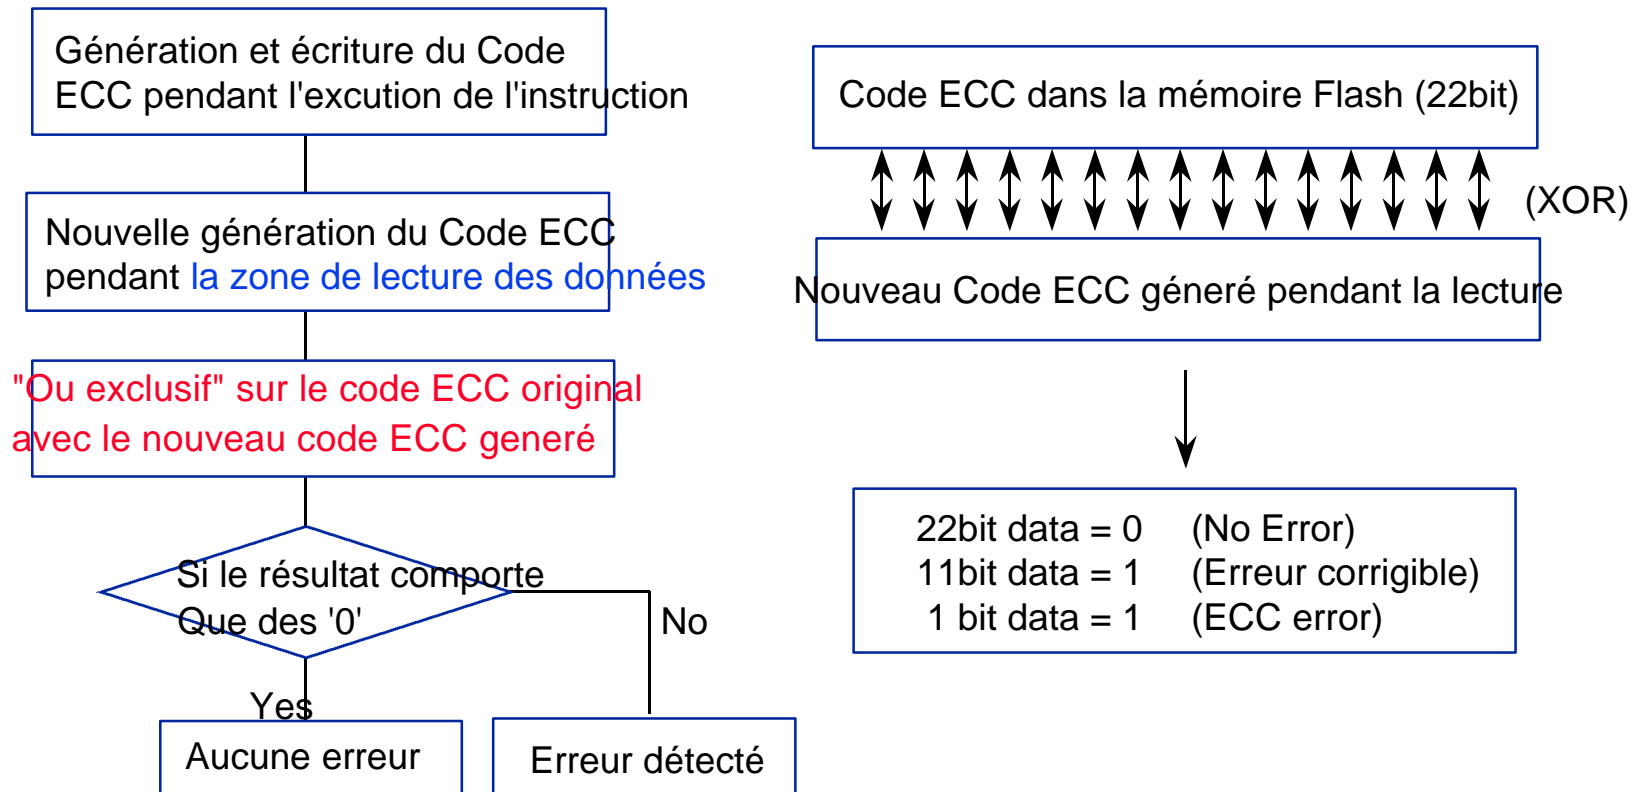 Génération et écriture du Code
ECC pendant l'excution de l'instruction
Nouvelle génération du Code ECC
pendant la zone de lecture des données
"Ou exclusif" sur le code ECC original
avec le nouveau code ECC generé
Si le résultat comporte
Que des '0'
No
Yes
Aucune erreur
Erreur détecté
Code ECC dans la mémoire Flash (22bit)
(XOR)
Nouveau Code ECC géneré pendant la lecture
22bit data = 0 (No Error)
11bit data = 1 (Erreur corrigible)
1 bit data = 1 (ECC error)